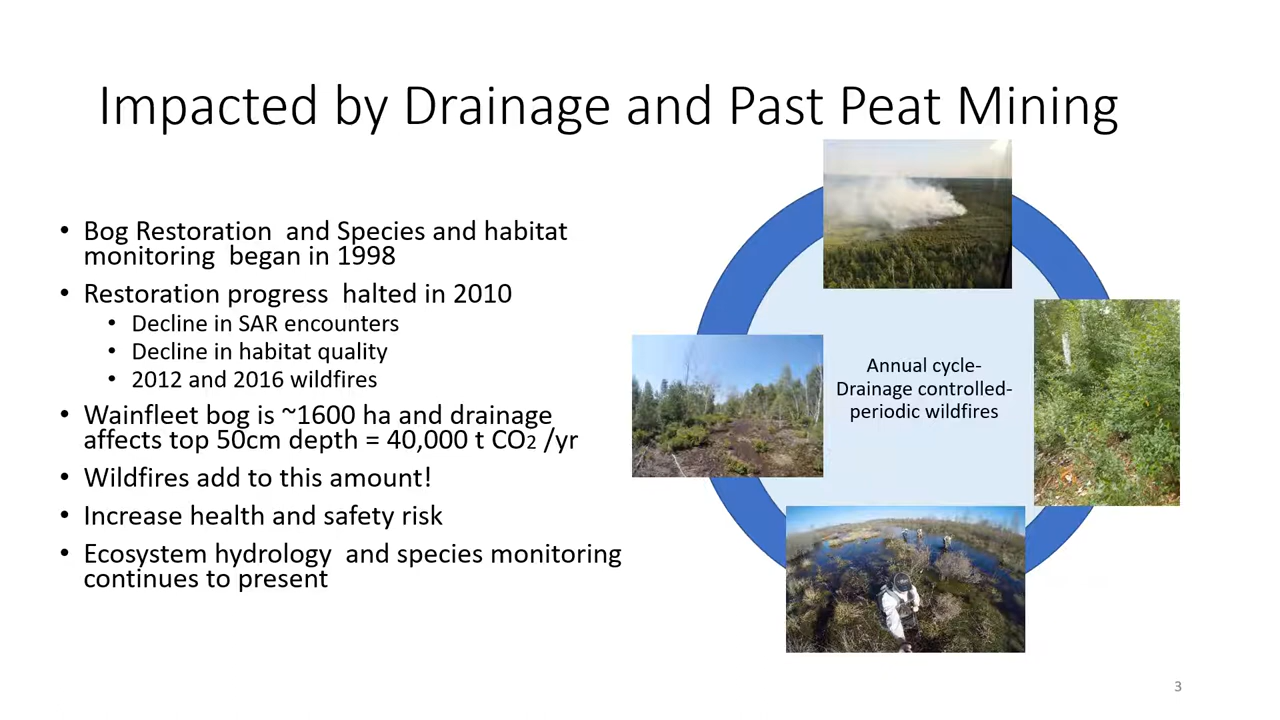 Impacted by Drainage and Past Peat Mining
• Bog Restoration  and Species and habitat
monitoring  began in 1998
• Restoration progress  halted in 2010
• Decline in SAR encounters
• Decline in habitat quality
• 2012 and 2016 wildfires
• Wainfleet bog is ~1600 ha and drainage
affects top 50cm depth = 40,000 t CO2 /yr
• Wildfires add to this amount!
• Increase health and safety risk
• Ecosystem hydrology  and species monitoring
continues to present
Annual cycle-
Drainage controlled-
periodic wildfires
3